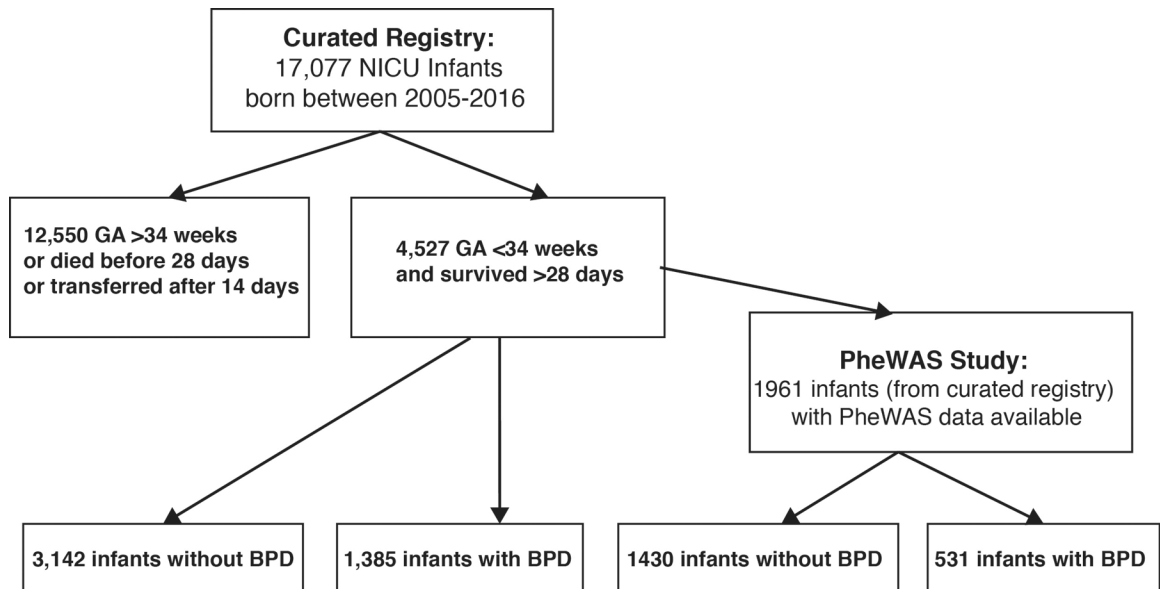 Curated Registry:
17,077 NICU Infants
born between 2005-2016
12,550 GA >34 weeks
or died before 28 days
or transferred after 14 days
4,527 GA <34 weeks
and survived >28 days
PheWAS Study:
1961 infants (from curated registry)
with PheWAS data available
3,142 infants without BPD
1,385 infants with BPD
1430 infants without BPD
531 infants with BPD